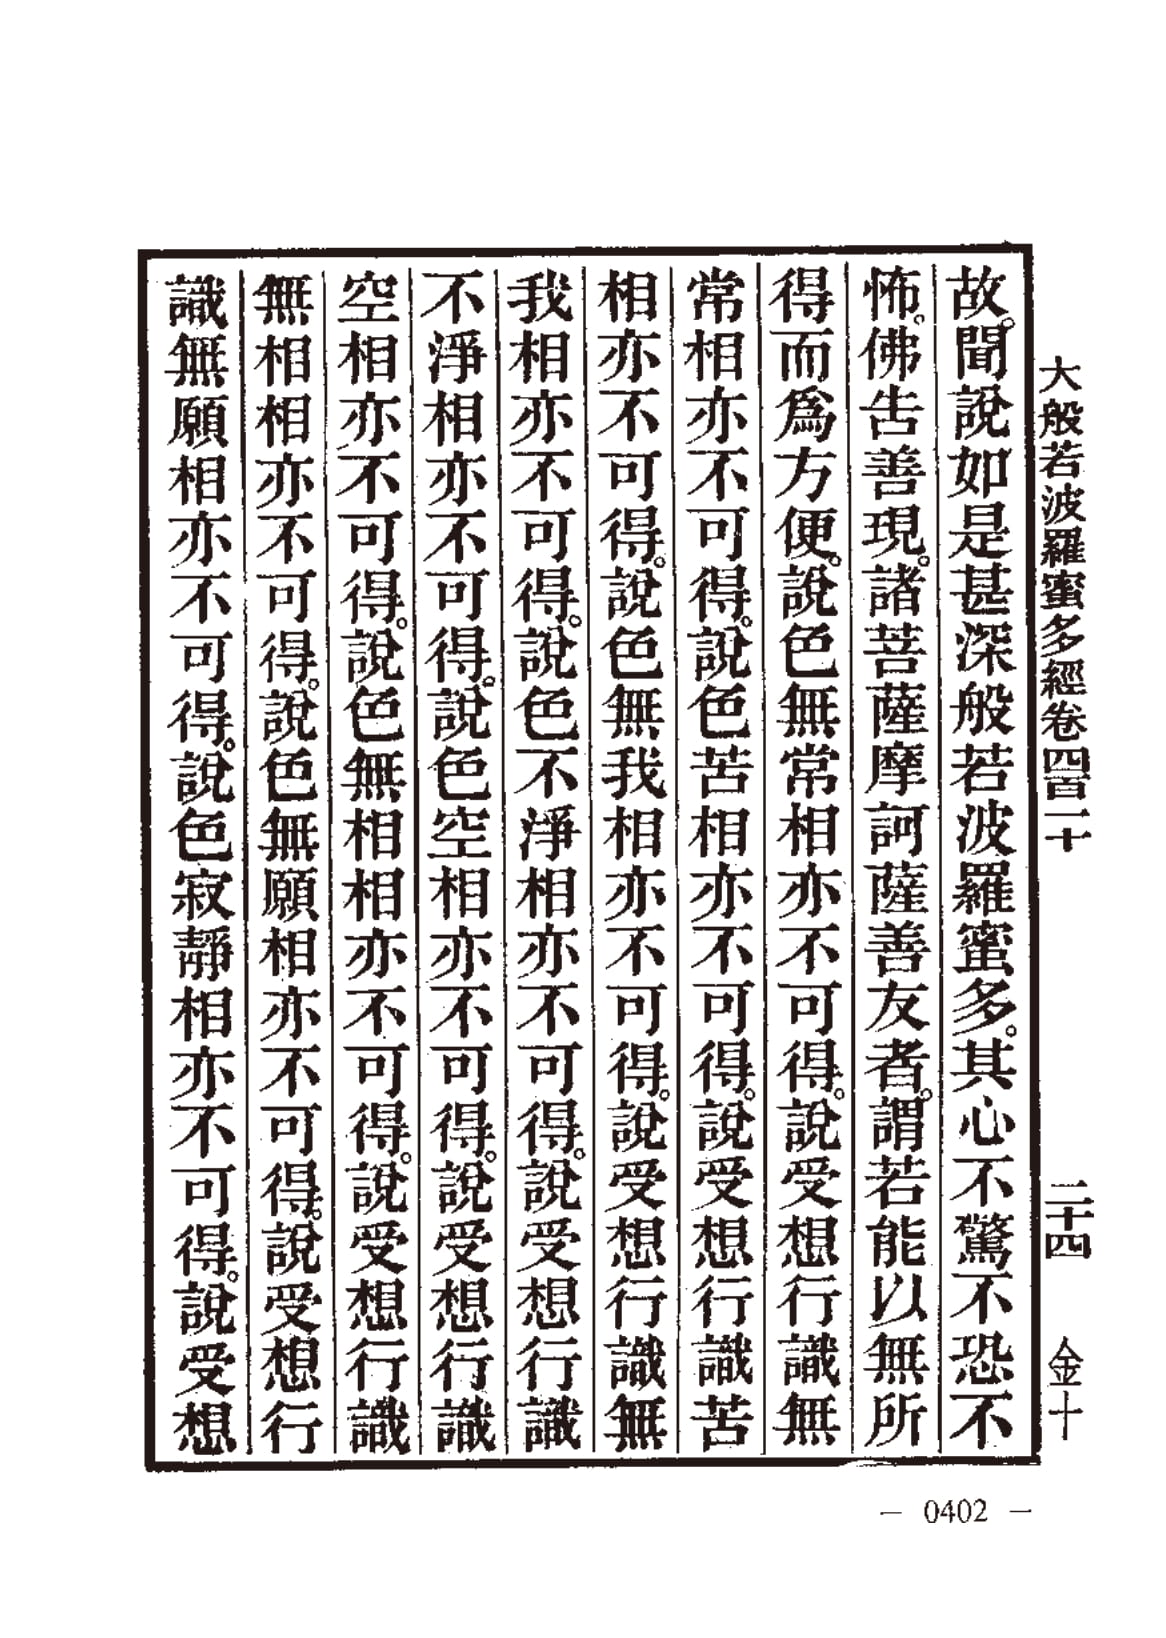 大般若波羅蜜多經卷四百一十 二十四 金十
故。聞說如是甚深般若波羅蜜多。其心不驚不恐不
怖。佛告善現。諸菩薩摩訶薩善友者。謂若能以無所
得而爲方便。說色無常相亦不可得。說受想行識無
常相亦不可得。說色苦相亦不可得。說受想行識苦
相亦不可得。說色無我相亦不可得。說受想行識無
我相亦不可得。說色不淨相亦不可得。說受想行識
不淨相亦不可得。說色空相亦不可得。說受想行識
空相亦不可得。說色無相相亦不可得。說受想行識
無相相亦不可得。說色無願相亦不可得。說受想行
識無願相亦不可得。說色寂靜相亦不可得。說受想
— 0402 —